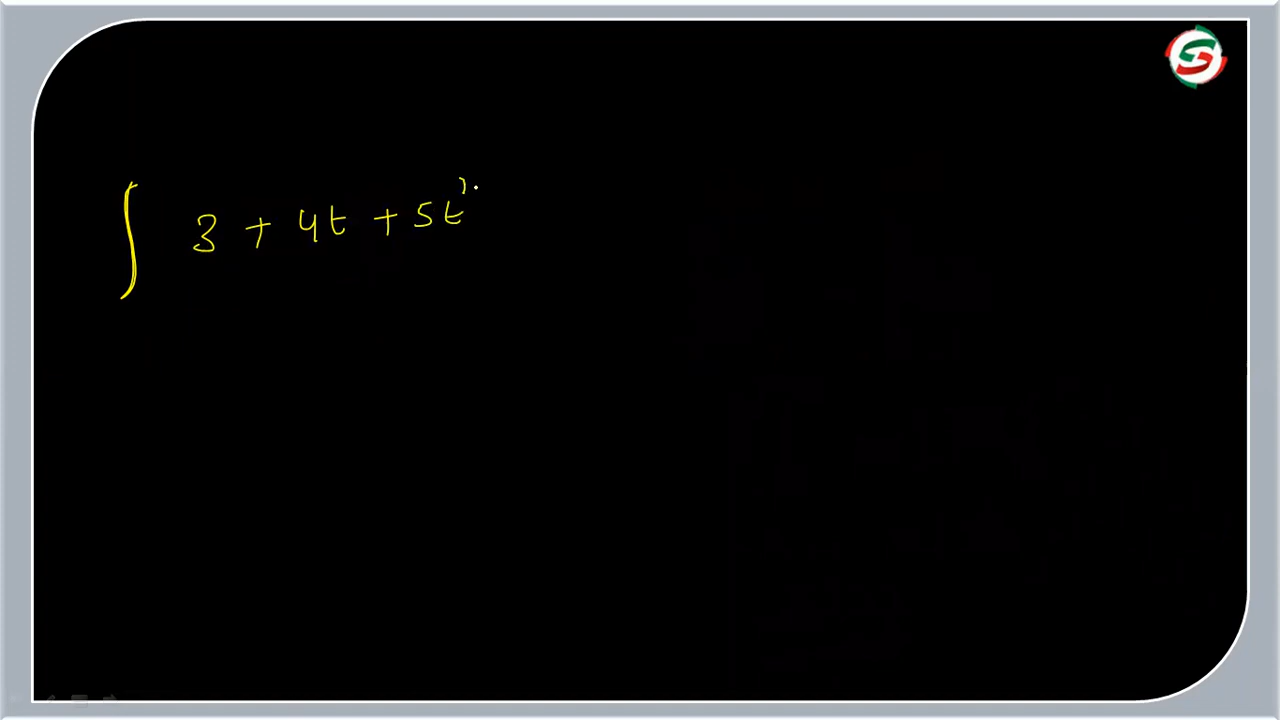 ∫ 3 + 4t + 5t